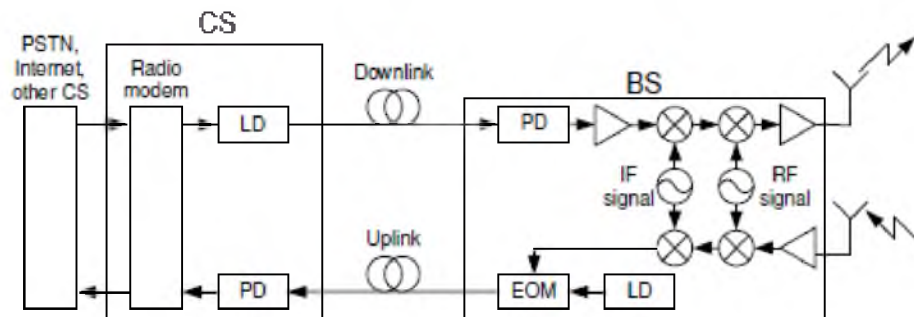 CS
PSTN,
Internet,
other CS
Radio
modem
LD
Downlink
BS
PD
IF
signal
RF
signal
Uplink
PD
EOM
LD